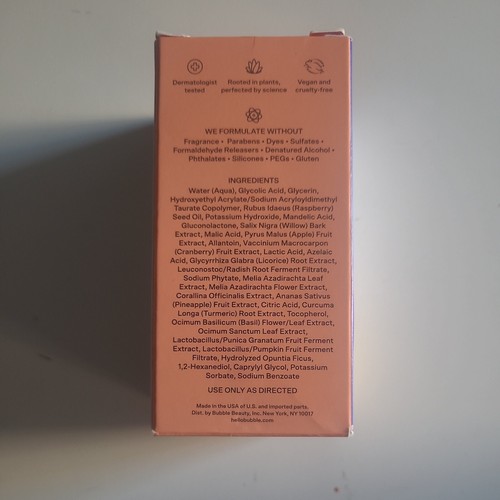 Dermatologist Rooted in plants, Vegan and
tested perfected by science cruelty-free
WE FORMULATE WITHOUT
Fragrance • Parabens • Dyes • Sulfates •
Formaldehyde Releasers • Denatured Alcohol •
Phthalates • Silicones • PEGs • Gluten
INGREDIENTS
Water (Aqua), Glycolic Acid, Glycerin,
Hydroxyethyl Acrylate/Sodium Acryloyldimethyl
Taurate Copolymer, Rubus Idaeus (Raspberry)
Seed Oil, Potassium Hydroxide, Mandelic Acid,
Gluconolactone, Salix Nigra (Willow) Bark
Extract, Malic Acid, Pyrus Malus (Apple) Fruit
Extract, Allantoin, Vaccinium Macrocarpon
(Cranberry) Fruit Extract, Lactic Acid, Azelaic
Acid, Glycyrrhiza Glabra (Licorice) Root Extract,
Leuconostoc/Radish Root Ferment Filtrate,
Sodium Phytate, Melia Azadirachta Leaf
Extract, Melia Azadirachta Flower Extract,
Corallina Officinalis Extract, Ananas Sativus
(Pineapple) Fruit Extract, Citric Acid, Curcuma
Longa (Turmeric) Root Extract, Tocopherol,
Ocimum Basilicum (Basil) Flower/Leaf Extract,
Ocimum Sanctum Leaf Extract,
Lactobacillus/Punica Granatum Fruit Ferment
Extract, Lactobacillus/Pumpkin Fruit Ferment
Filtrate, Hydrolyzed Opuntia Ficus,
1,2-Hexanediol, Caprylyl Glycol, Potassium
Sorbate, Sodium Benzoate
USE ONLY AS DIRECTED
Made in the USA of U.S. and imported parts.
Dist. by Bubble Beauty, Inc. New York, NY 10017
hellobubble.com